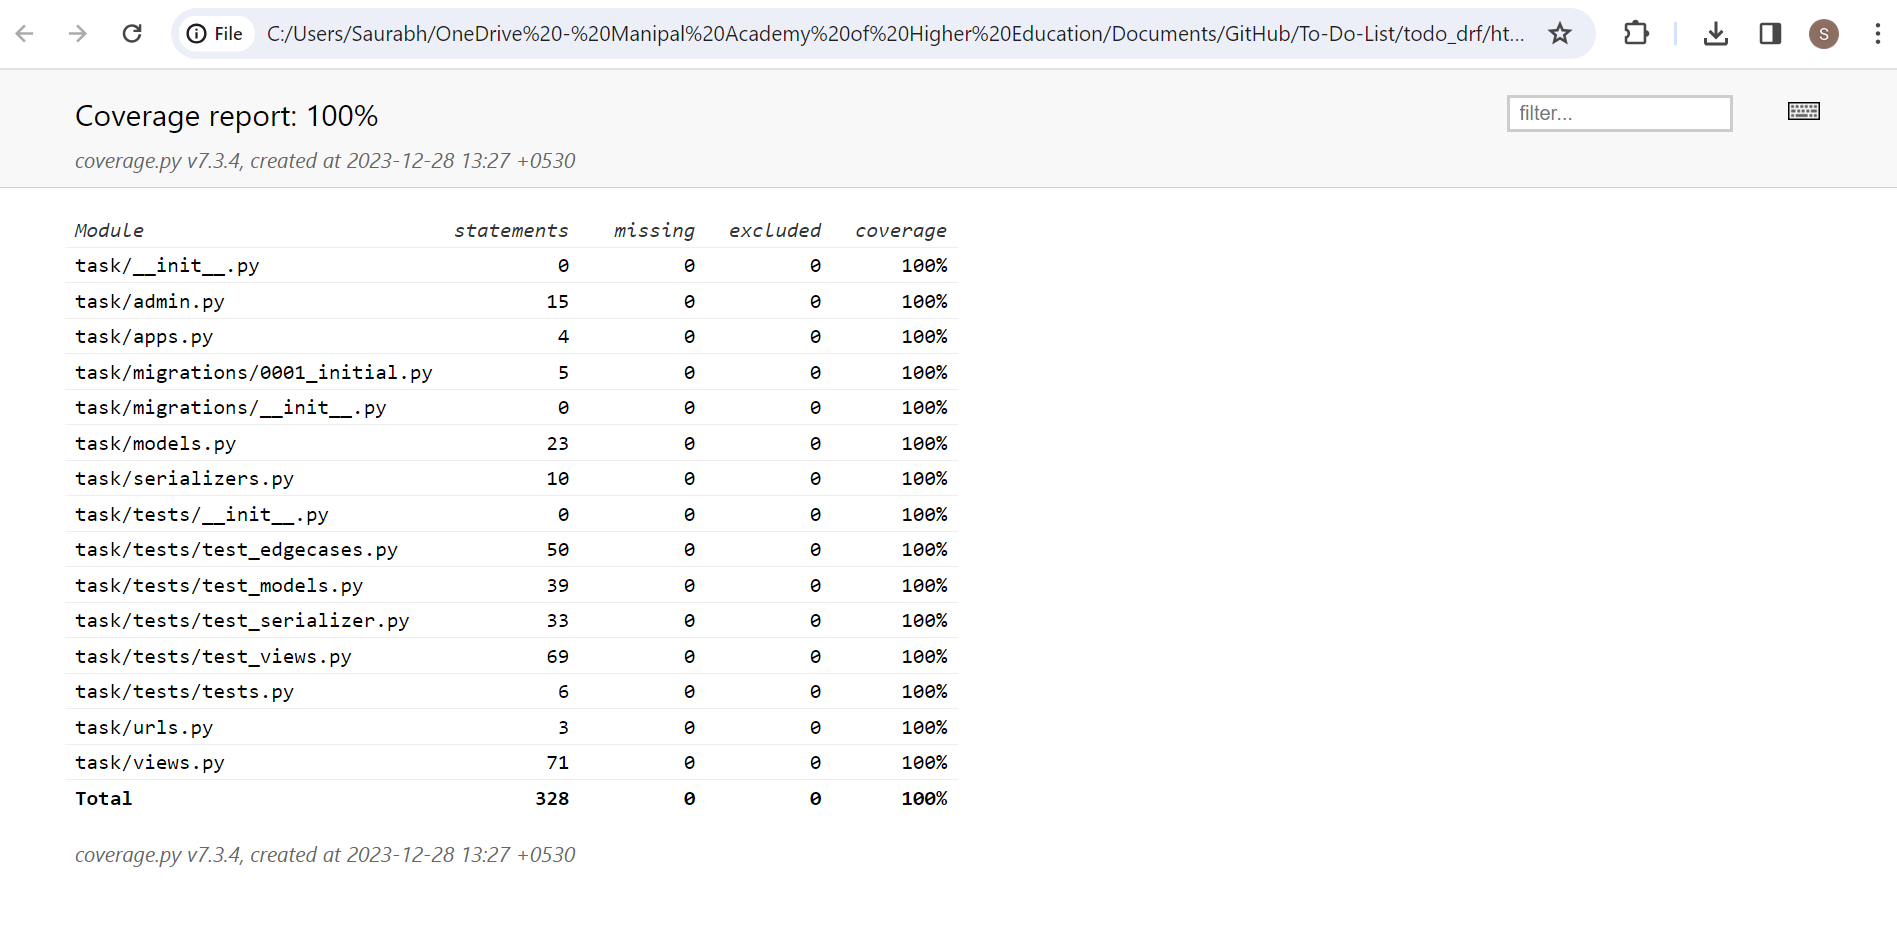 File C:/Users/Saurabh/OneDrive%20-%20Manipal%20Academy%20of%20Higher%20Education/Documents/GitHub/To-Do-List/todo_drf/ht... S
Coverage report: 100% filter...
coverage.py v7.3.4, created at 2023-12-28 13:27 +0530
Module statements missing excluded coverage
task/__init__.py 0 0 0 100%
task/admin.py 15 0 0 100%
task/apps.py 4 0 0 100%
task/migrations/0001_initial.py 5 0 0 100%
task/migrations/__init__.py 0 0 0 100%
task/models.py 23 0 0 100%
task/serializers.py 10 0 0 100%
task/tests/__init__.py 0 0 0 100%
task/tests/test_edgecases.py 50 0 0 100%
task/tests/test_models.py 39 0 0 100%
task/tests/test_serializer.py 33 0 0 100%
task/tests/test_views.py 69 0 0 100%
task/tests/tests.py 6 0 0 100%
task/urls.py 3 0 0 100%
task/views.py 71 0 0 100%
Total 328 0 0 100%
coverage.py v7.3.4, created at 2023-12-28 13:27 +0530